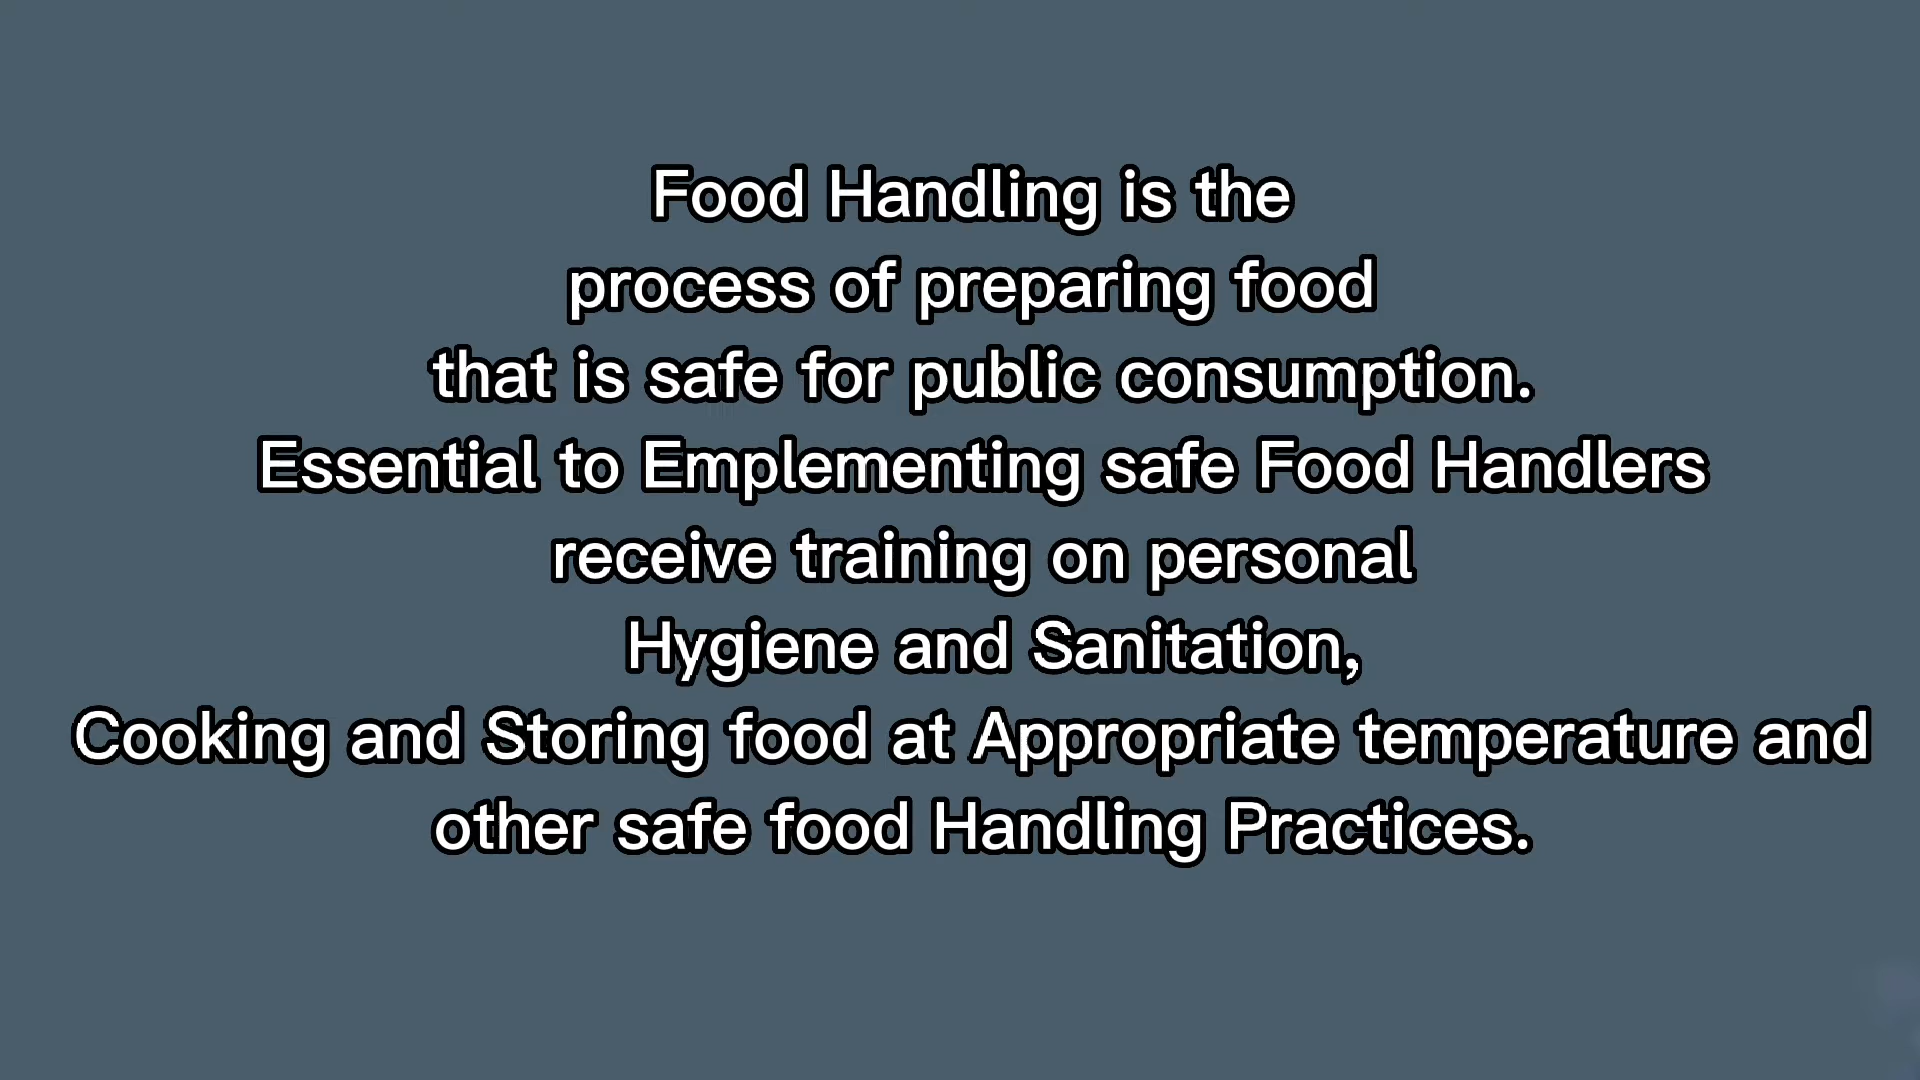 Food Handling is the
process of preparing food
that is safe for public consumption.
Essential to Emplementing safe Food Handlers
receive training on personal
Hygiene and Sanitation,
Cooking and Storing food at Appropriate temperature and
other safe food Handling Practices.